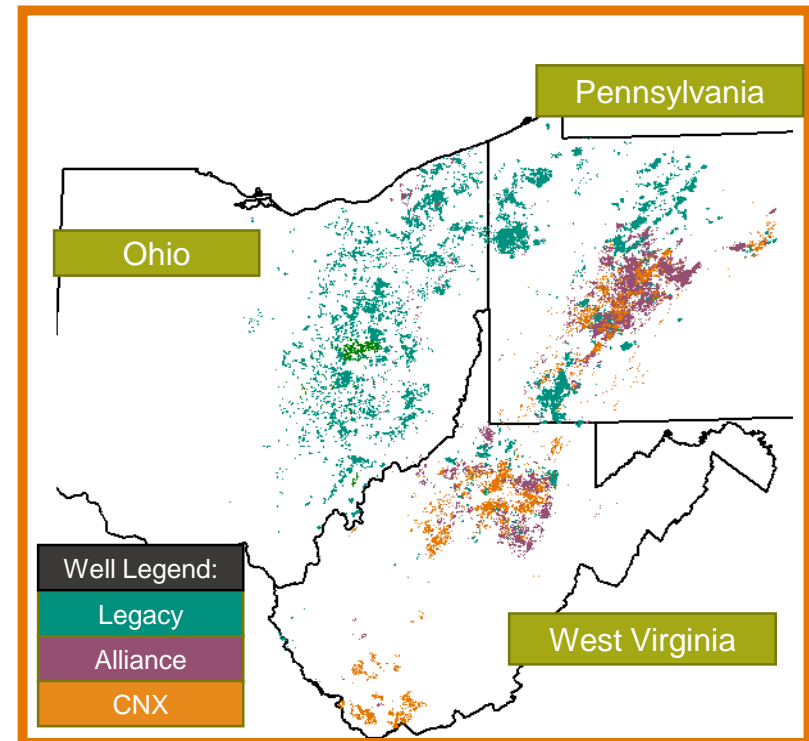 Pennsylvania
Ohio
Well Legend:
Legacy
Alliance
CNX
West Virginia